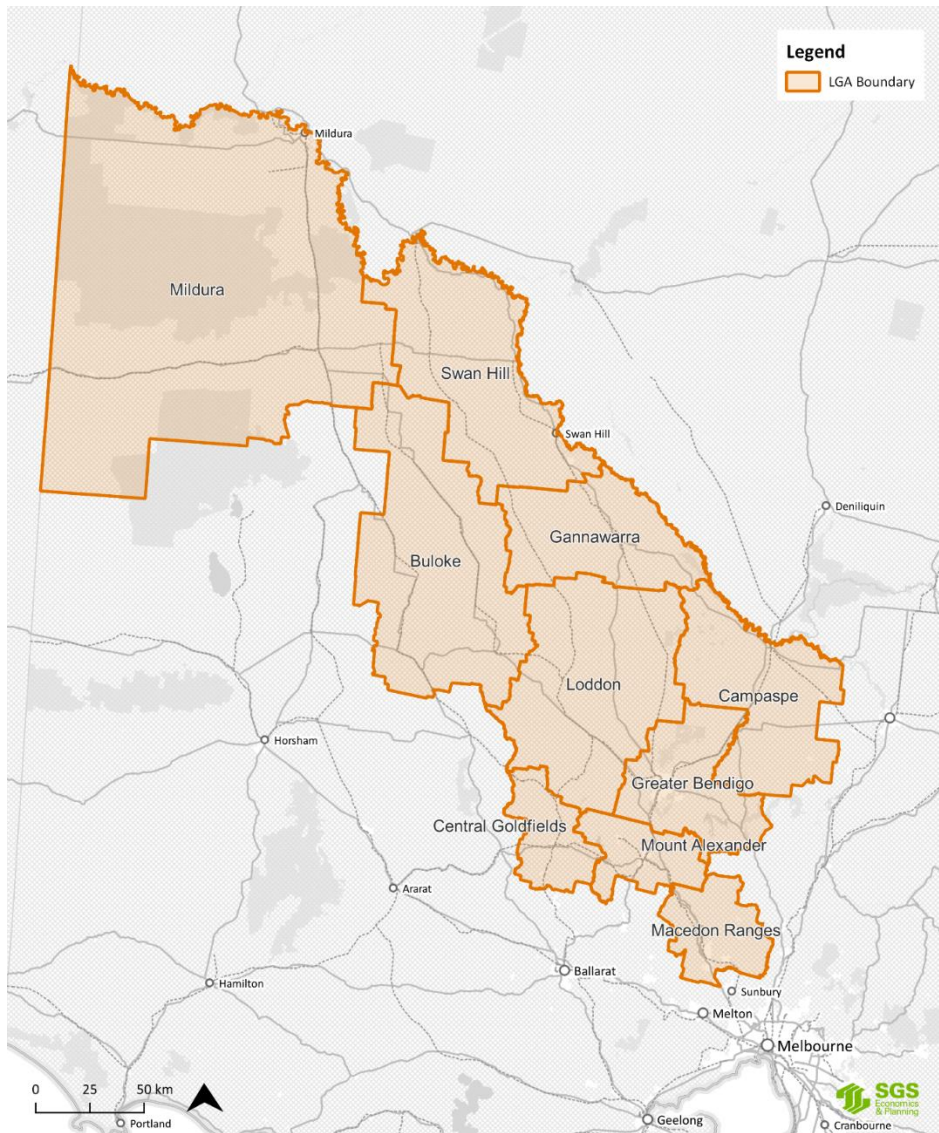 Legend
LGA Boundary
Mildura
Mildura
Swan Hill
Swan Hill
Deniliquin
Gannawarra
Buloke
Loddon
Campaspe
Horsham
Greater Bendigo
Central Goldfields
Mount Alexander
Ararat
Macedon Ranges
Ballarat
Hamilton
Sunbury
Melton
Melbourne
0 25 50 km
SGS
Economics
& Planning
Portland
Geelong
Cranbourne